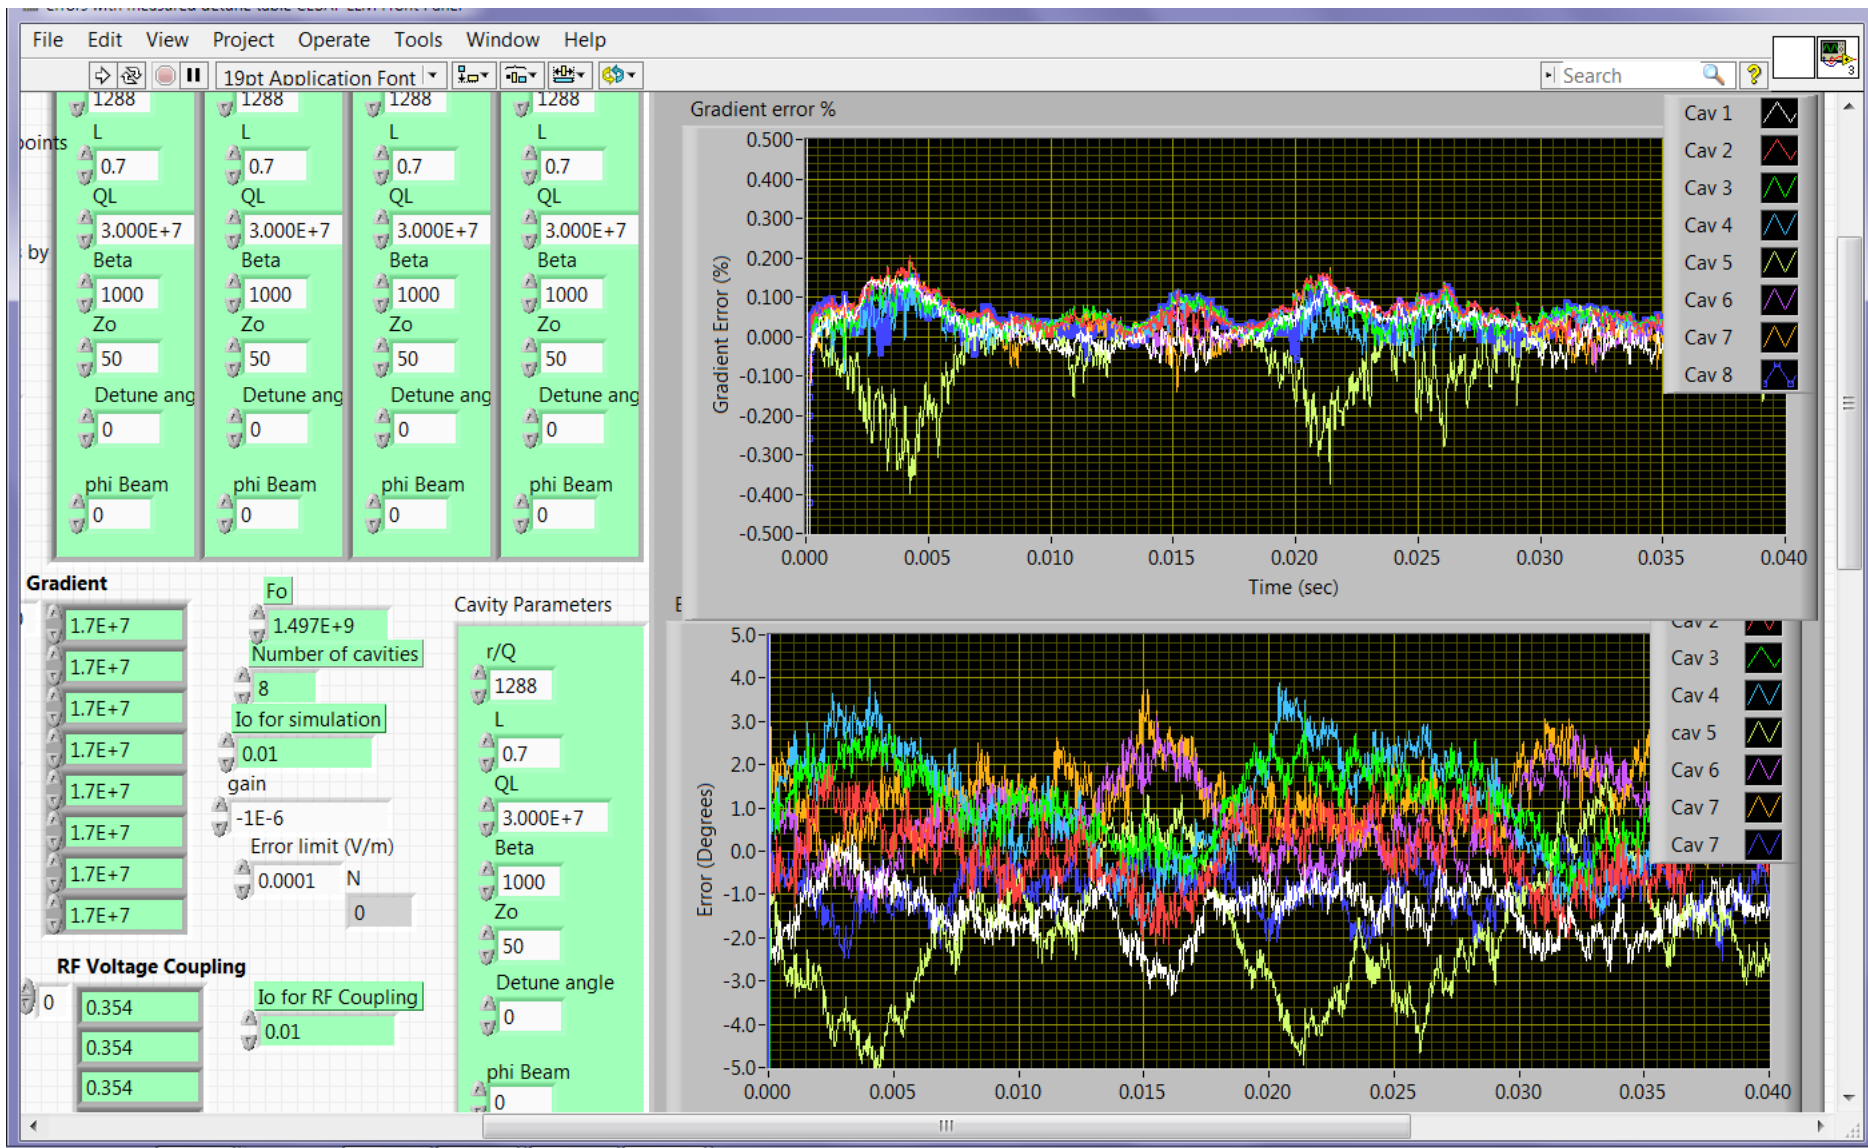 File Edit View Project Operate Tools Window Help
19pt Application Font
Search
3
1288 1288 1288 1288
points
L L L L
0.7 0.7 0.7 0.7
QL QL QL QL
3.000E+7 3.000E+7 3.000E+7 3.000E+7
by
Beta Beta Beta Beta
1000 1000 1000 1000
Zo Zo Zo Zo
50 50 50 50
Detune ang Detune ang Detune ang Detune ang
0 0 0 0
phi Beam phi Beam phi Beam phi Beam
0 0 0 0
Gradient
1.7E+7
1.7E+7
1.7E+7
1.7E+7
1.7E+7
1.7E+7
1.7E+7
1.7E+7
Fo
1.497E+9
Number of cavities
8
Io for simulation
0.01
gain
-1E-6
Error limit (V/m)
0.0001
N
0
RF Voltage Coupling
0
0.354
0.354
0.354
Io for RF Coupling
0.01
Cavity Parameters
r/Q
1288
L
0.7
QL
3.000E+7
Beta
1000
Zo
50
Detune angle
0
phi Beam
0
Gradient error %
Gradient Error (%)
0.500
0.400
0.300
0.200
0.100
0.000
-0.100
-0.200
-0.300
-0.400
-0.500
0.000 0.005 0.010 0.015 0.020 0.025 0.030 0.035 0.040
Time (sec)
Cav 1
Cav 2
Cav 3
Cav 4
Cav 5
Cav 6
Cav 7
Cav 8
Error (Degrees)
5.0
4.0
3.0
2.0
1.0
0.0
-1.0
-2.0
-3.0
-4.0
-5.0
0.000 0.005 0.010 0.015 0.020 0.025 0.030 0.035 0.040
Cav 2
Cav 3
Cav 4
cav 5
Cav 6
Cav 7
Cav 7